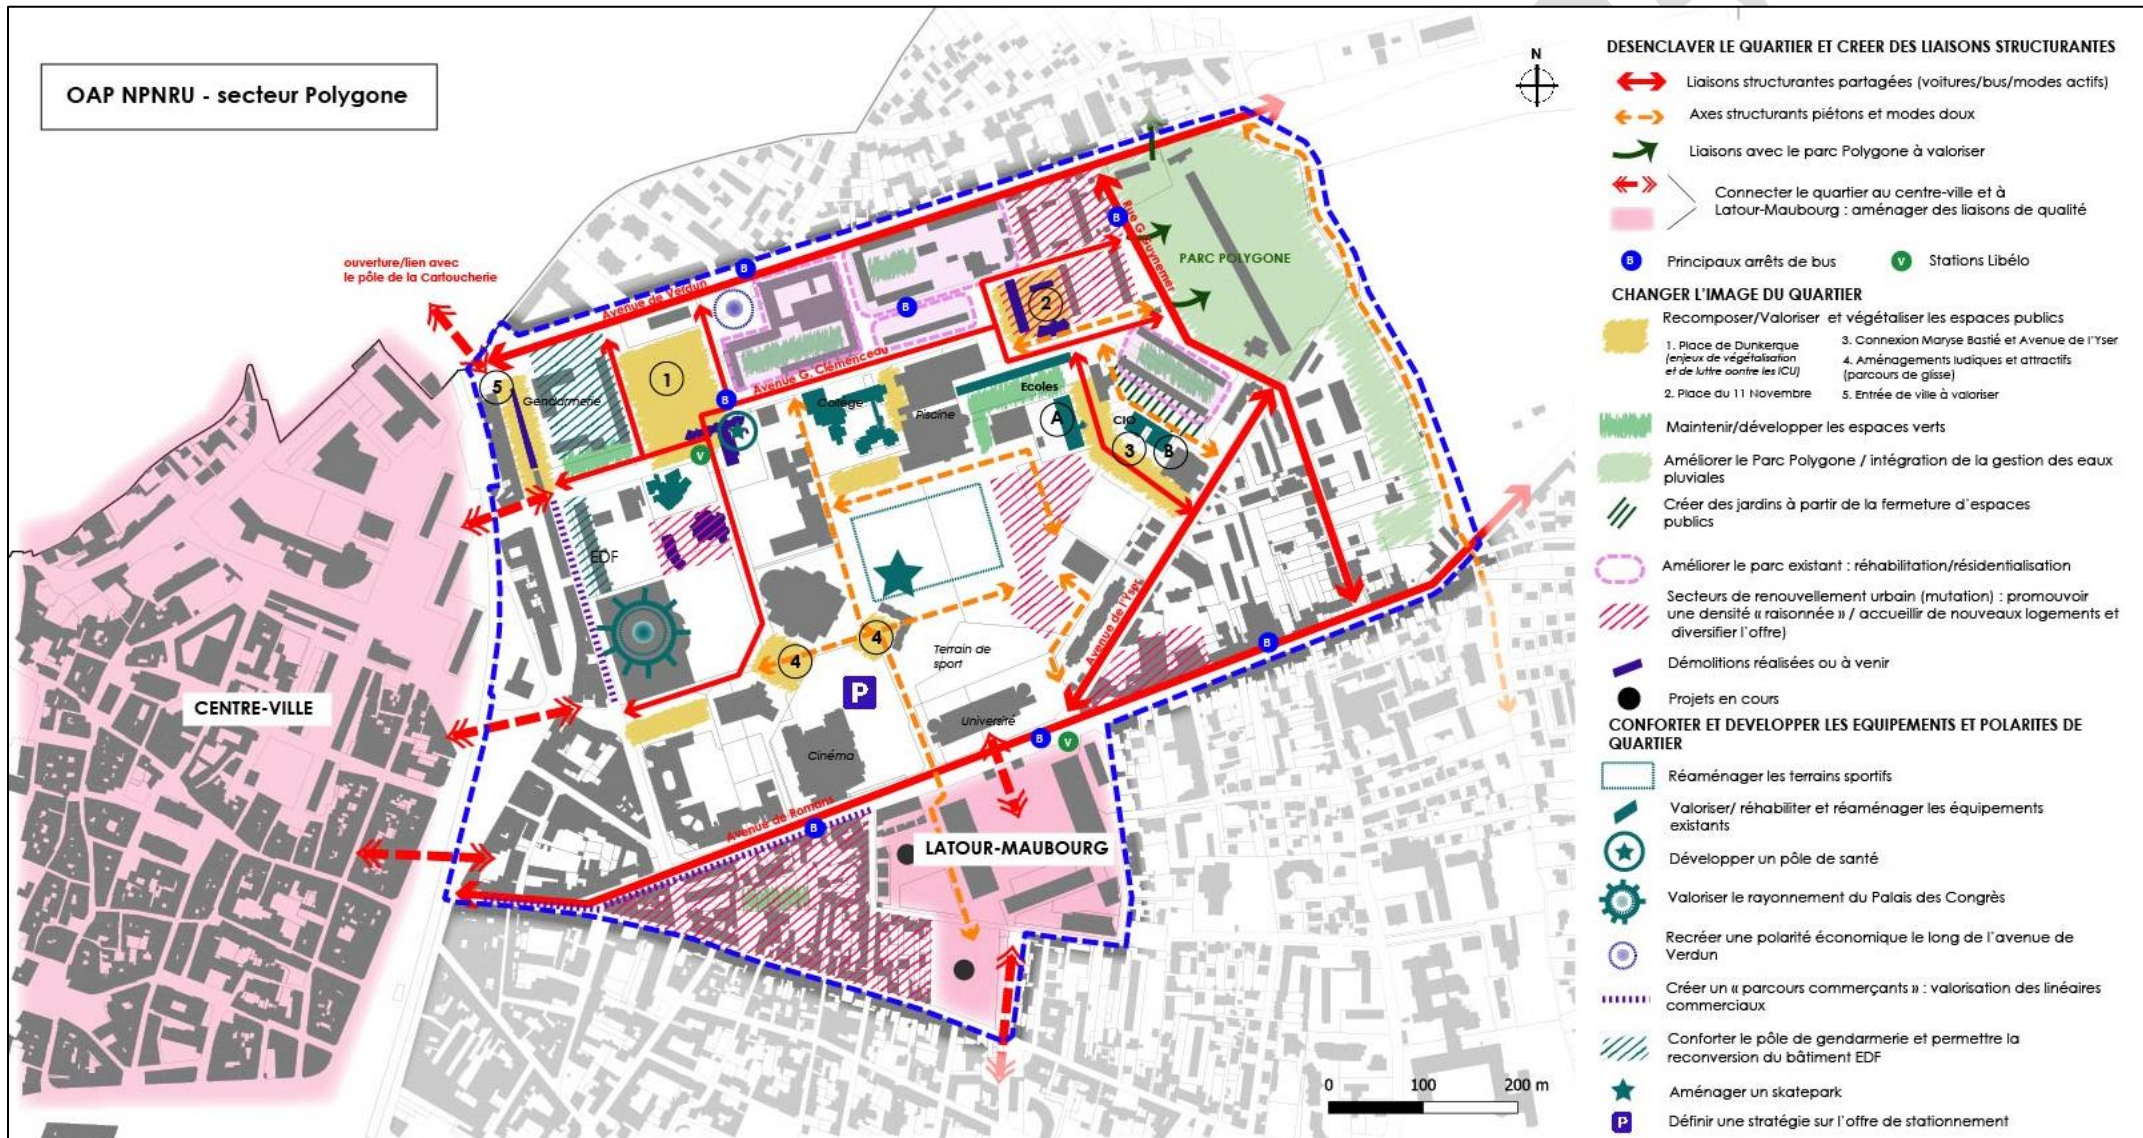 OAP NPNRU - secteur Polygone
N
ouverture/lien avec
le pôle de la Cartoucherie
Avenue de Verdun
B
B
Rue G. Guynemer
PARC POLYGONE
B
2
1
5
Gendarmerie
Avenue G. Clémenceau
B
V
Collège
Piscine
Ecoles
A
CIO
3
B
EDF
4
4
Terrain de
sport
Avenue de l'Yser
B
P
Université
B
V
Cinéma
CENTRE-VILLE
Avenue de Romans
B
LATOUR-MAUBOURG
0 100 200 m
DESENCLAVER LE QUARTIER ET CREER DES LIAISONS STRUCTURANTES
Liaisons structurantes partagées (voitures/bus/modes actifs)
Axes structurants piétons et modes doux
Liaisons avec le parc Polygone à valoriser
Connecter le quartier au centre-ville et à
Latour-Maubourg : aménager des liaisons de qualité
B Principaux arrêts de bus V Stations Libélo
CHANGER L'IMAGE DU QUARTIER
Recomposer/Valoriser et végétaliser les espaces publics
1. Place de Dunkerque
(enjeux de végétalisation
et de lutte contre les ICU)
2. Place du 11 Novembre
3. Connexion Maryse Bastié et Avenue de l'Yser
4. Aménagements ludiques et attractifs
(parcours de glisse)
5. Entrée de ville à valoriser
Maintenir/développer les espaces verts
Améliorer le Parc Polygone / intégration de la gestion des eaux
pluviales
Créer des jardins à partir de la fermeture d'espaces
publics
Améliorer le parc existant : réhabilitation/résidentialisation
Secteurs de renouvellement urbain (mutation) : promouvoir
une densité « raisonnée » / accueillir de nouveaux logements et
diversifier l'offre)
Démolitions réalisées ou à venir
Projets en cours
CONFORTER ET DEVELOPPER LES EQUIPEMENTS ET POLARITES DE
QUARTIER
Réaménager les terrains sportifs
Valoriser/ réhabiliter et réaménager les équipements
existants
Développer un pôle de santé
Valoriser le rayonnement du Palais des Congrès
Recréer une polarité économique le long de l'avenue de
Verdun
Créer un « parcours commerçants » : valorisation des linéaires
commerciaux
Conforter le pôle de gendarmerie et permettre la
reconversion du bâtiment EDF
Aménager un skatepark
P Définir une stratégie sur l'offre de stationnement